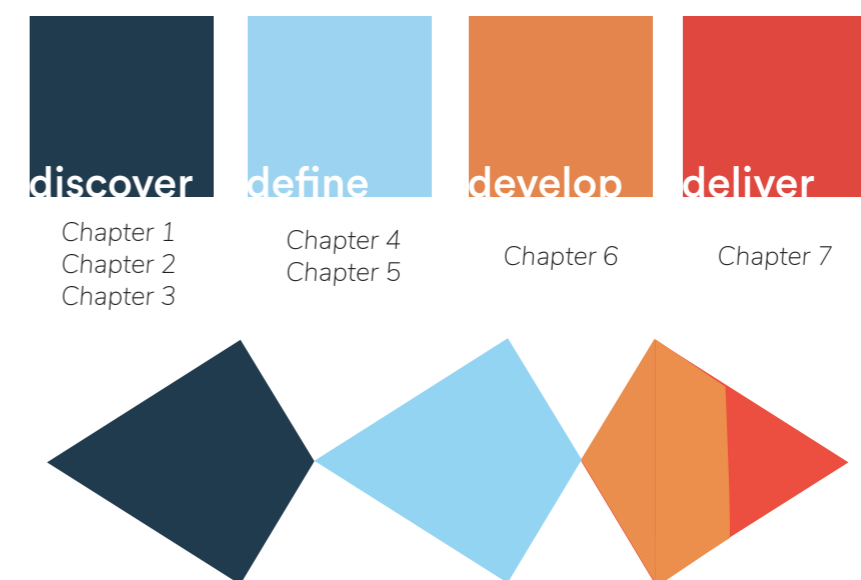 discover
define
develop
deliver
Chapter 1
Chapter 2
Chapter 3
Chapter 4
Chapter 5
Chapter 6
Chapter 7